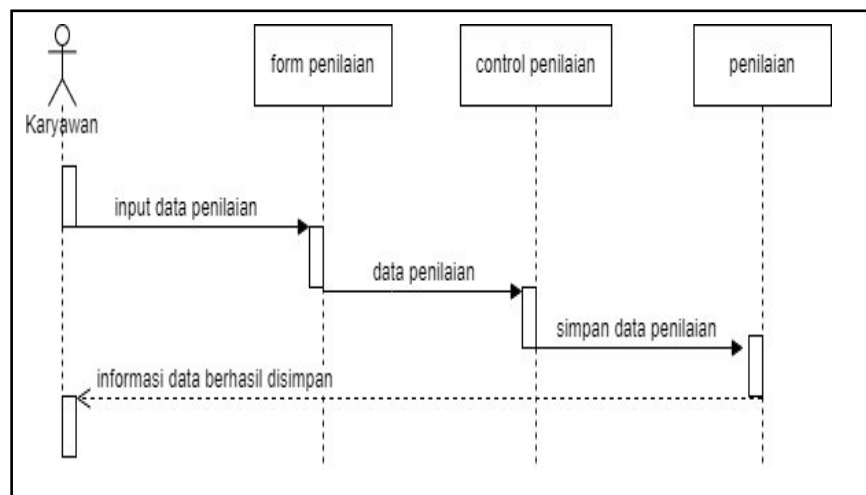 form penilaian
control penilaian
penilaian
Karyawan
input data penilaian
data penilaian
simpan data penilaian
informasi data berhasil disimpan